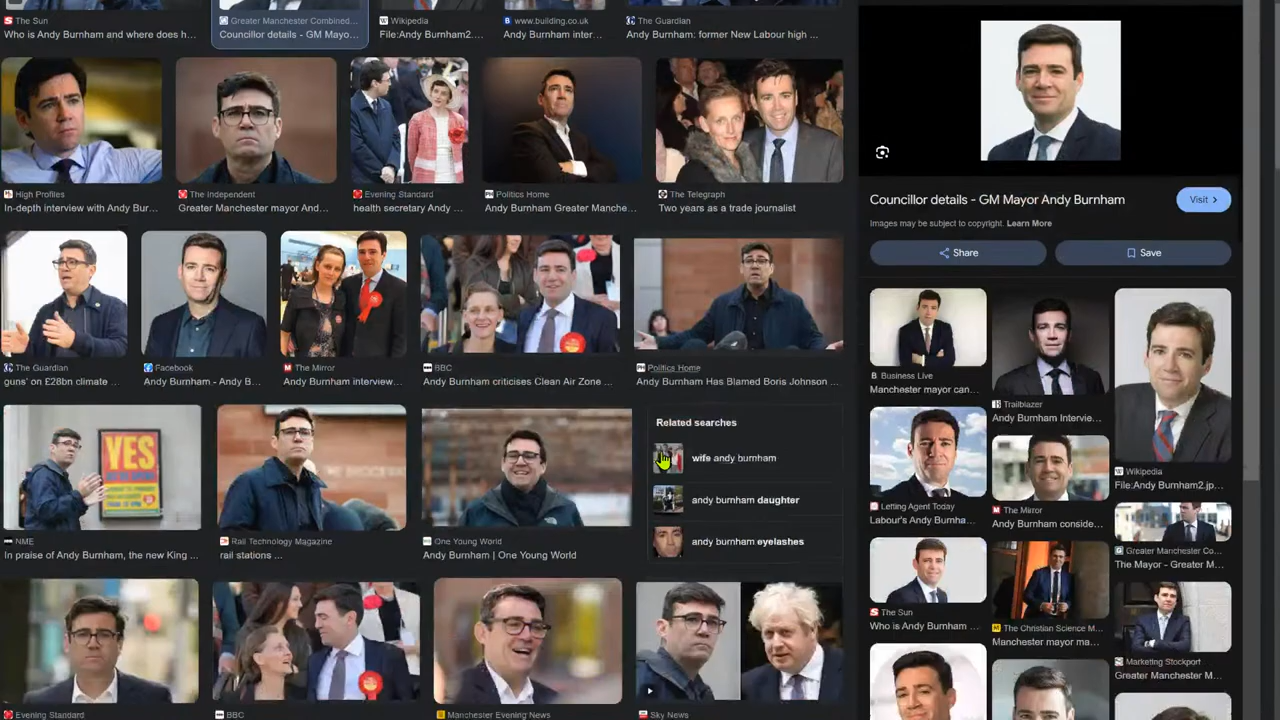 The Sun
Who is Andy Burnham and where does h...
Greater Manchester Combined...
Councillor details - GM Mayo...
Wikipedia
File:Andy Burnham2....
www.building.co.uk
Andy Burnham inter...
The Guardian
Andy Burnham: former New Labour high ...
High Profiles
In-depth interview with Andy Bur...
The Independent
Greater Manchester mayor And...
Evening Standard
health secretary Andy ...
Politics Home
Andy Burnham Greater Manche...
The Telegraph
Two years as a trade journalist
The Guardian
guns' on £28bn climate ...
Facebook
Andy Burnham - Andy B...
The Mirror
Andy Burnham interview...
BBC
Andy Burnham criticises Clean Air Zone ...
Politics Home
Andy Burnham Has Blamed Boris Johnson ...
YES
NME
In praise of Andy Burnham, the new King ...
Rail Technology Magazine
rail stations ...
One Young World
Andy Burnham | One Young World
Related searches
wife andy burnham
andy burnham daughter
andy burnham eyelashes
Evening Standard
BBC
Manchester Evening News
Sky News
Councillor details - GM Mayor Andy Burnham
Visit
Images may be subject to copyright. Learn More
Share
Save
Business Live
Manchester mayor can...
Trailblazer
Andy Burnham Intervie...
Wikipedia
File:Andy Burnham2.jp...
Letting Agent Today
Labour's Andy Burnha...
The Mirror
Andy Burnham conside...
Greater Manchester Co...
The Mayor - Greater M...
The Sun
Who is Andy Burnham ...
The Christian Science M...
Manchester mayor ma...
Marketing Stockport
Greater Manchester M...